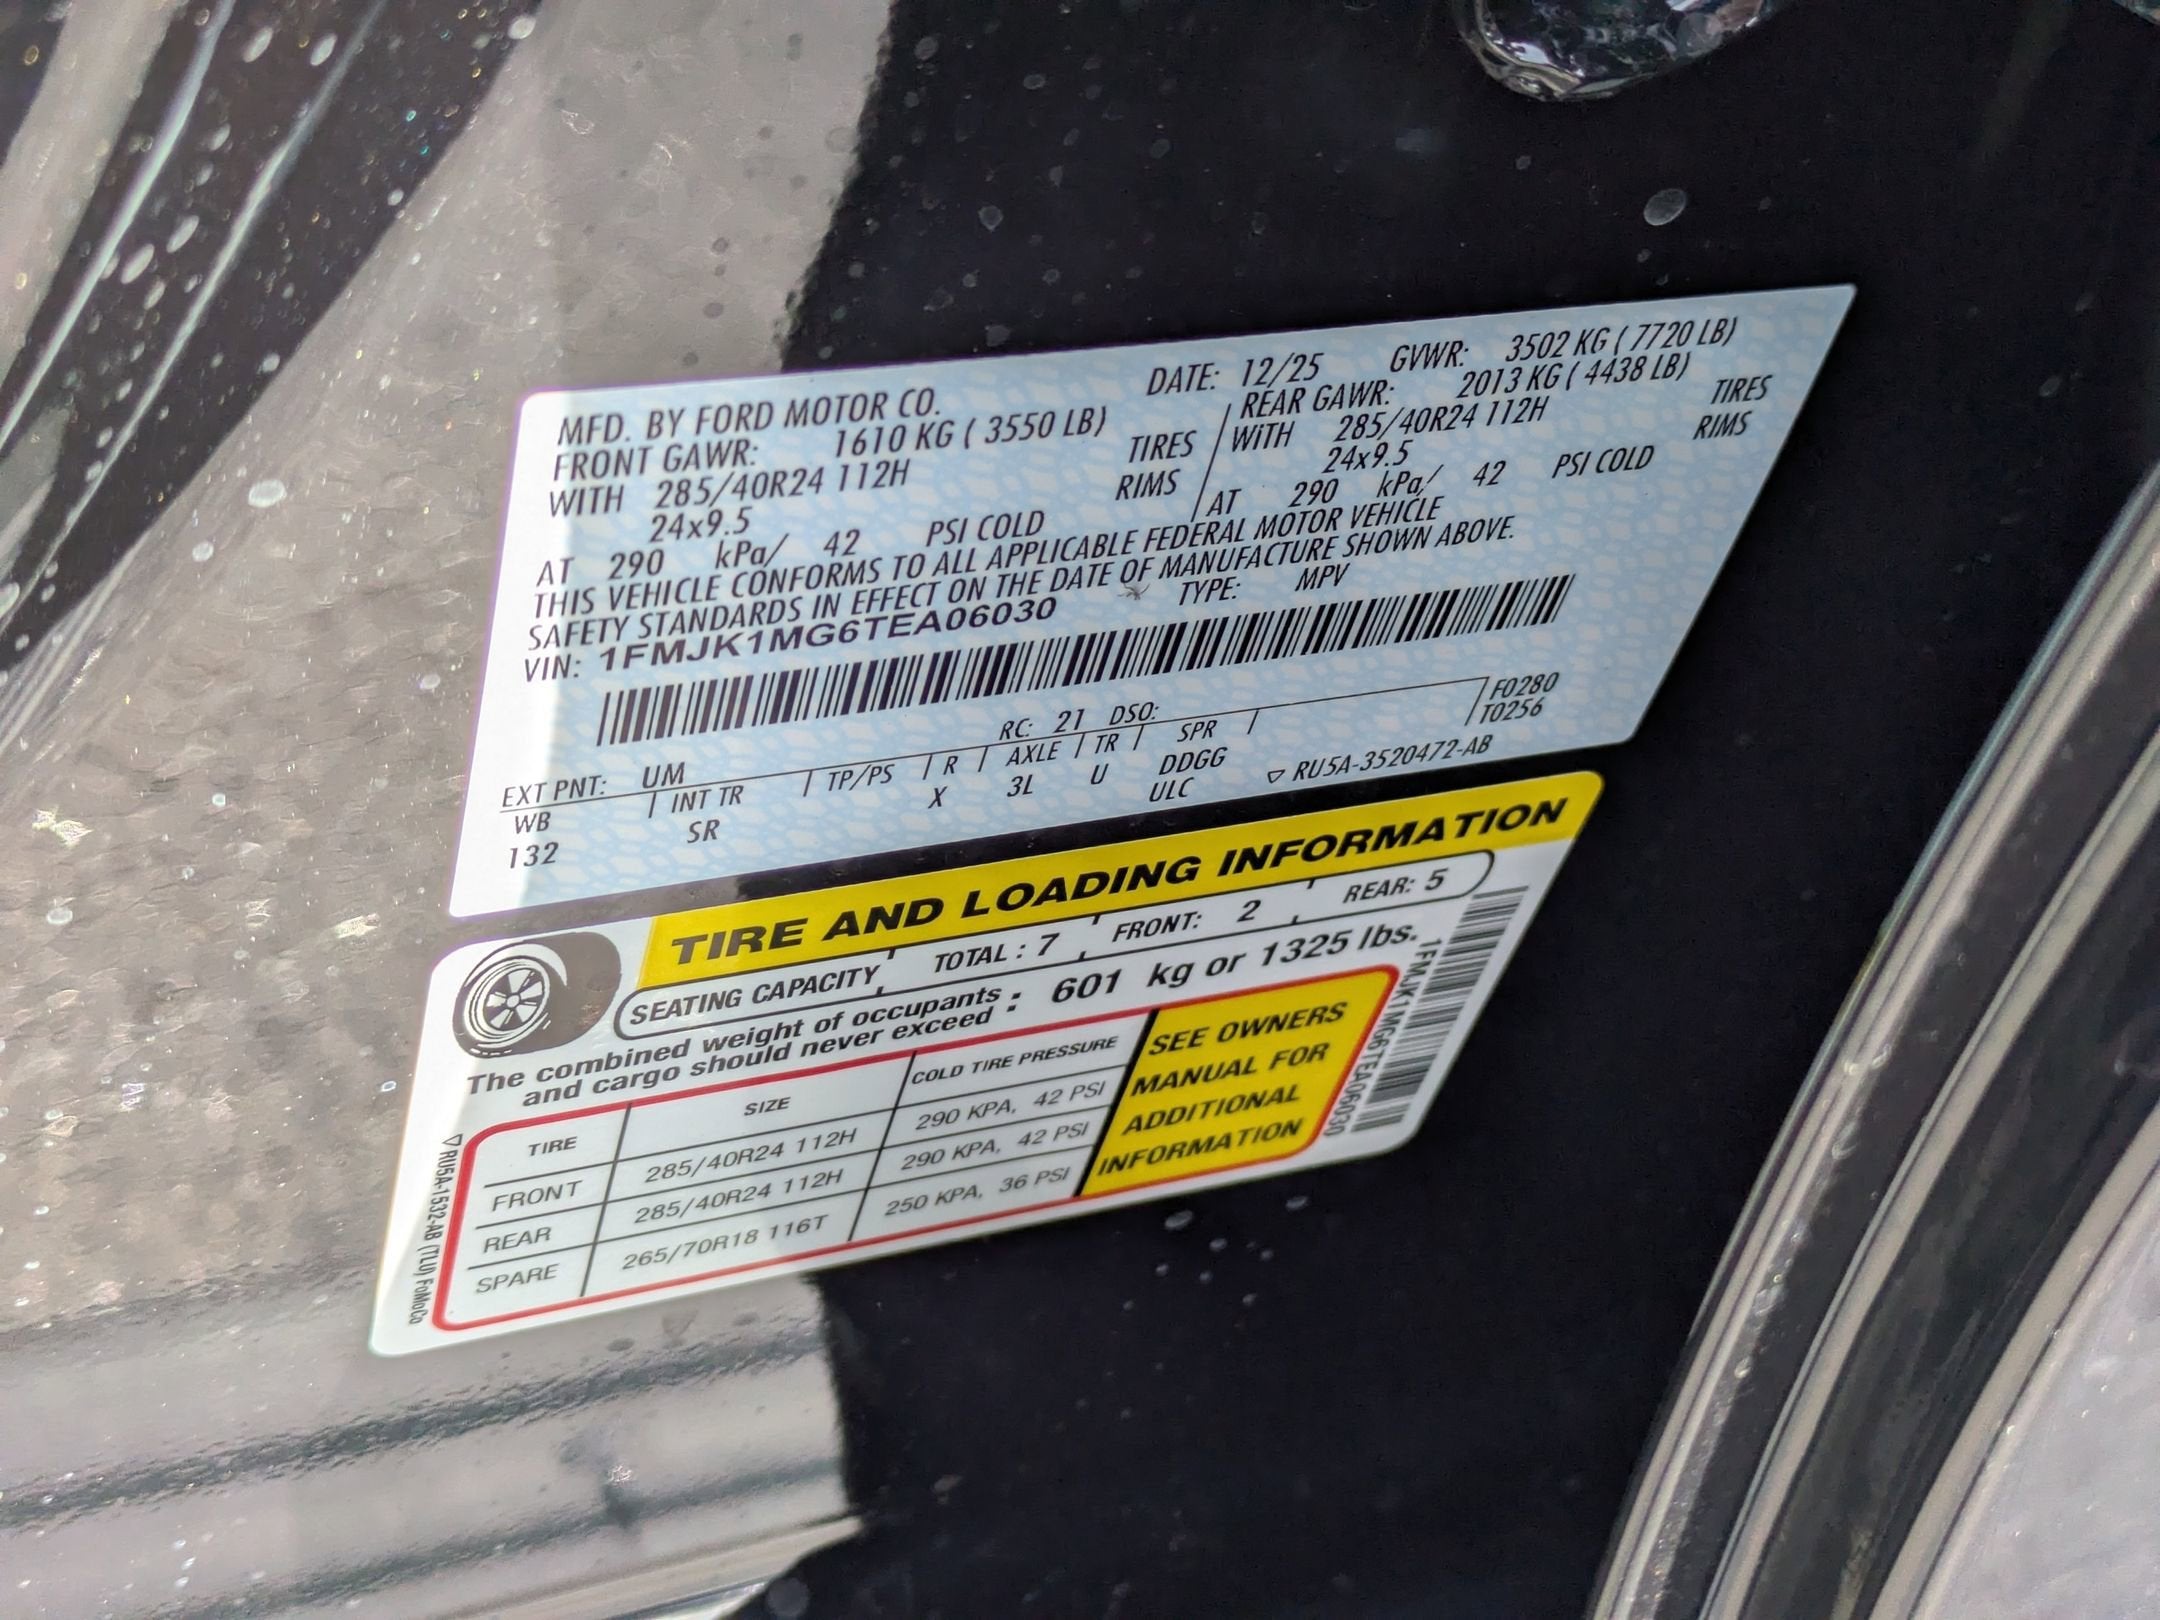 MFD. BY FORD MOTOR CO. DATE: 12/25 GVWR: 3502 KG ( 7720 LB)
FRONT GAWR: 1610 KG ( 3550 LB) REAR GAWR: 2013 KG ( 4438 LB)
WITH 285/40R24 112H TIRES WiTH 285/40R24 112H TIRES
24x9.5 RIMS 24x9.5 RIMS
AT 290 kPa/ 42 PSI COLD AT 290 kPa/ 42 PSI COLD
THIS VEHICLE CONFORMS TO ALL APPLICABLE FEDERAL MOTOR VEHICLE
SAFETY STANDARDS IN EFFECT ON THE DATE OF MANUFACTURE SHOWN ABOVE.
VIN: 1FMJK1MG6TEA06030 TYPE: MPV
F0280
T0256
EXT PNT: UM RC: 21 DSO:
WB INT TR TP/PS R AXLE TR SPR
132 SR X 3L U DDGG
ULC
RU5A-3520472-AB
TIRE AND LOADING INFORMATION
SEATING CAPACITY TOTAL : 7 FRONT: 2 REAR: 5
The combined weight of occupants
and cargo should never exceed : 601 kg or 1325 lbs.
TIRE SIZE COLD TIRE PRESSURE
FRONT 285/40R24 112H 290 KPA, 42 PSI
REAR 285/40R24 112H 290 KPA, 42 PSI
SPARE 265/70R18 116T 250 KPA, 36 PSI
SEE OWNERS
MANUAL FOR
ADDITIONAL
INFORMATION
1FMJK1MG6TEA06030
RU5A-1532-AB (TLU) FoMoCo